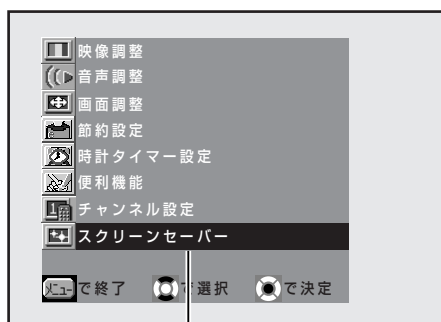 映像調整
音声調整
画面調整
節約設定
時計タイマー設定
便利機能
チャンネル設定
スクリーンセーバー
メニューで終了 で選択 で決定